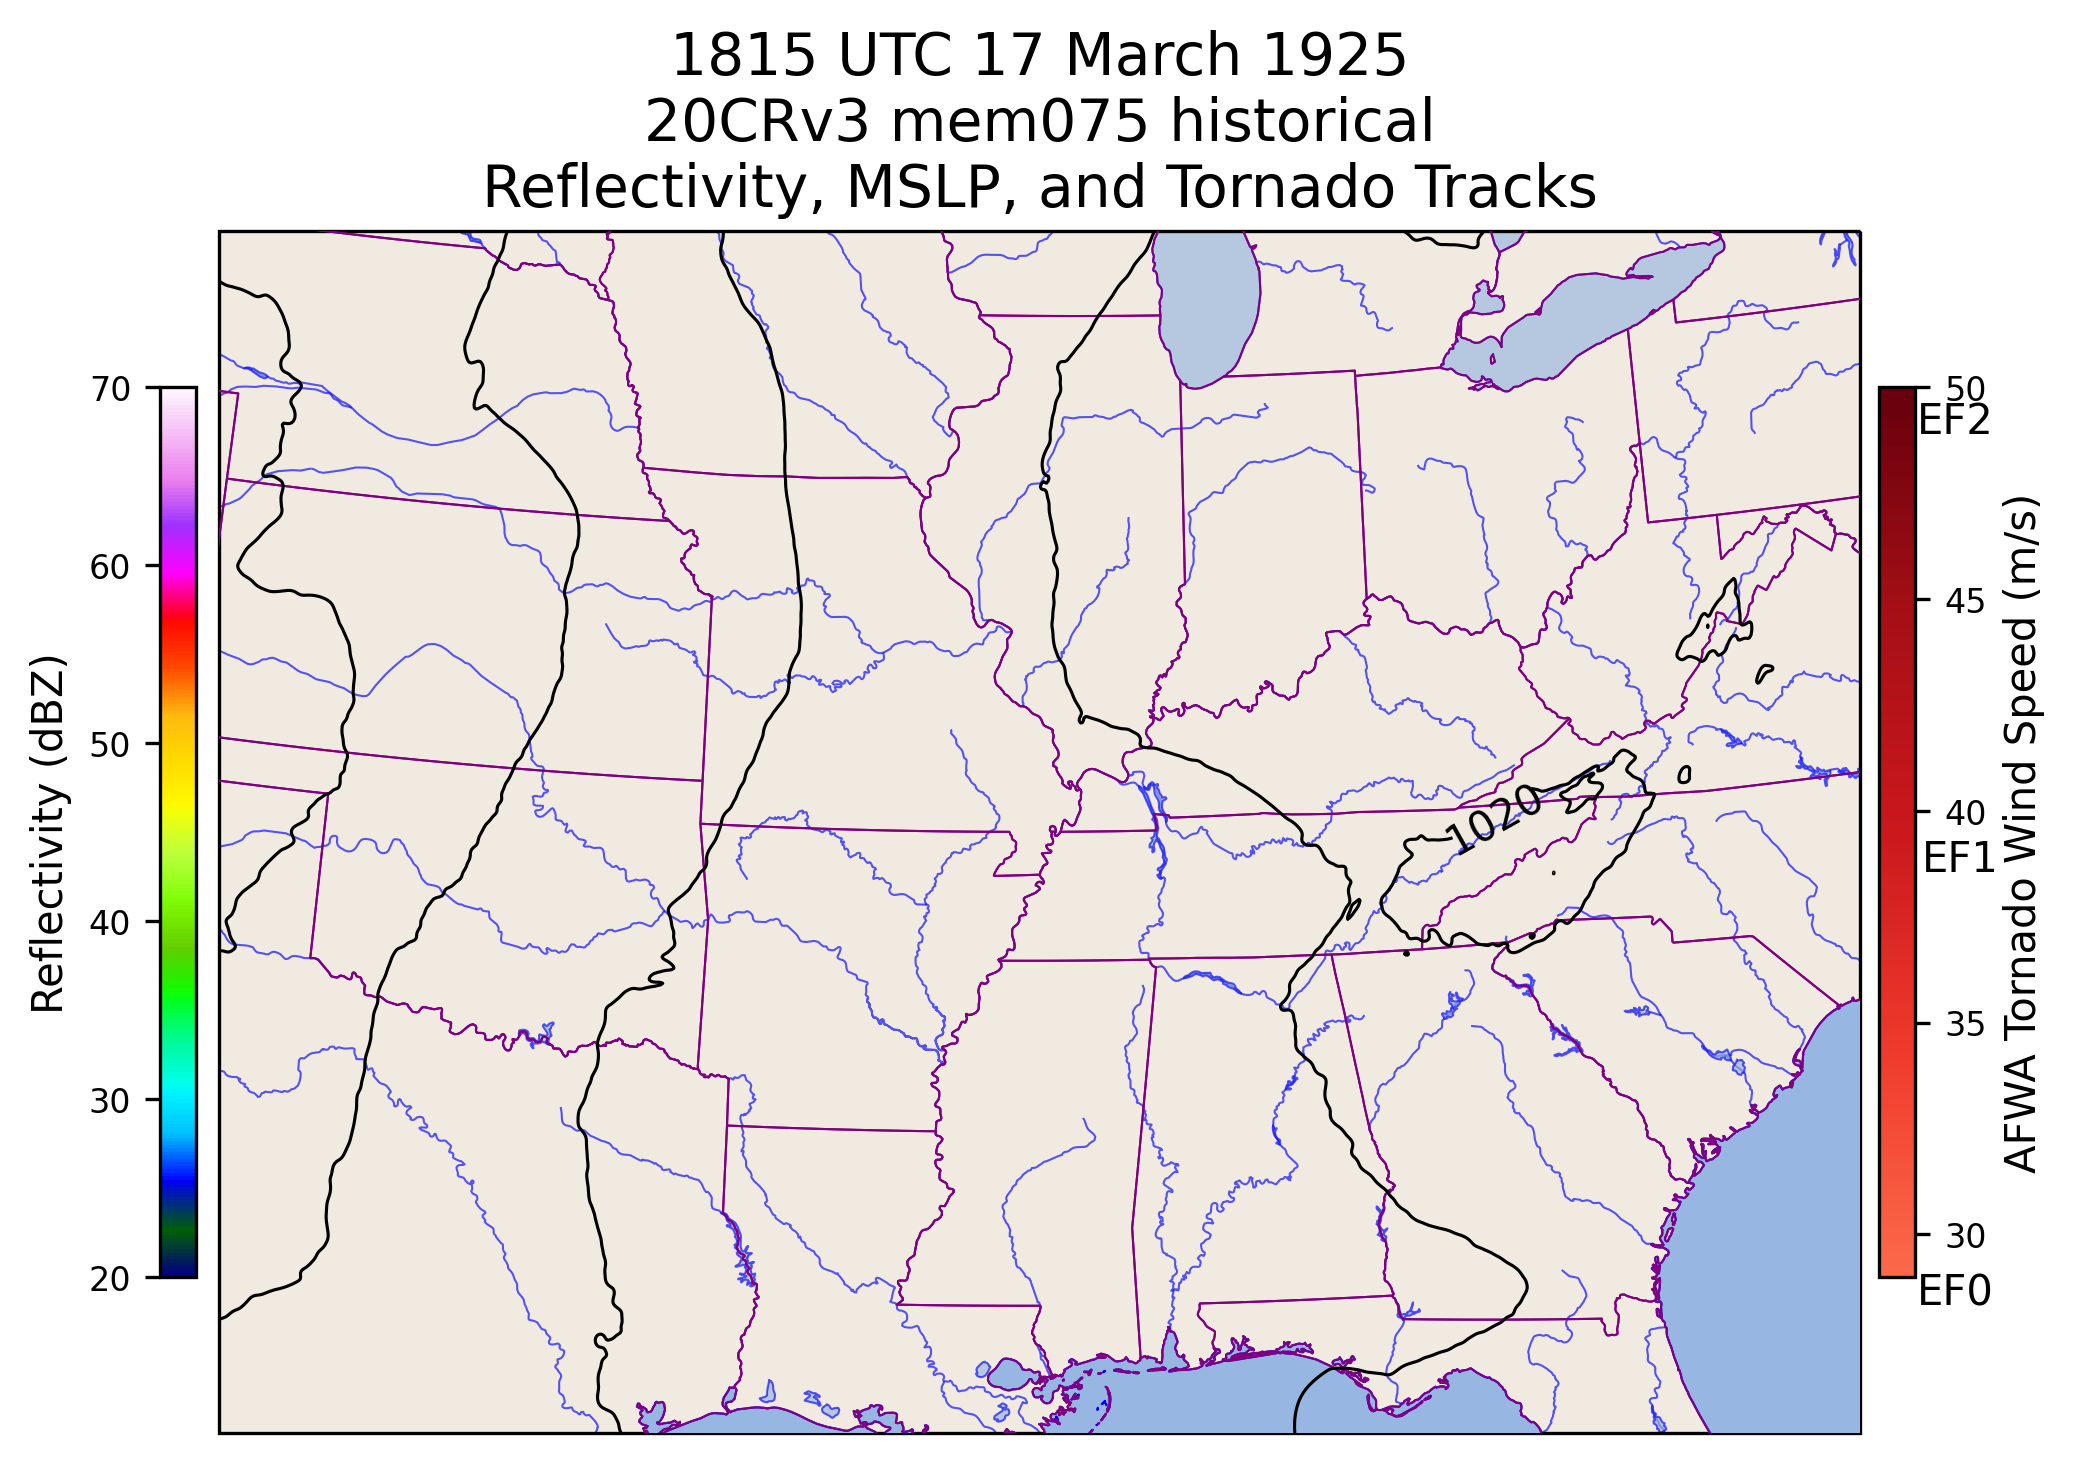 1815 UTC 17 March 1925
20CRv3 mem075 historical
Reflectivity, MSLP, and Tornado Tracks
Reflectivity (dBZ)
70
60
50
40
30
20
1020
50
EF2
45
40
EF1
35
30
EF0
AFWA Tornado Wind Speed (m/s)